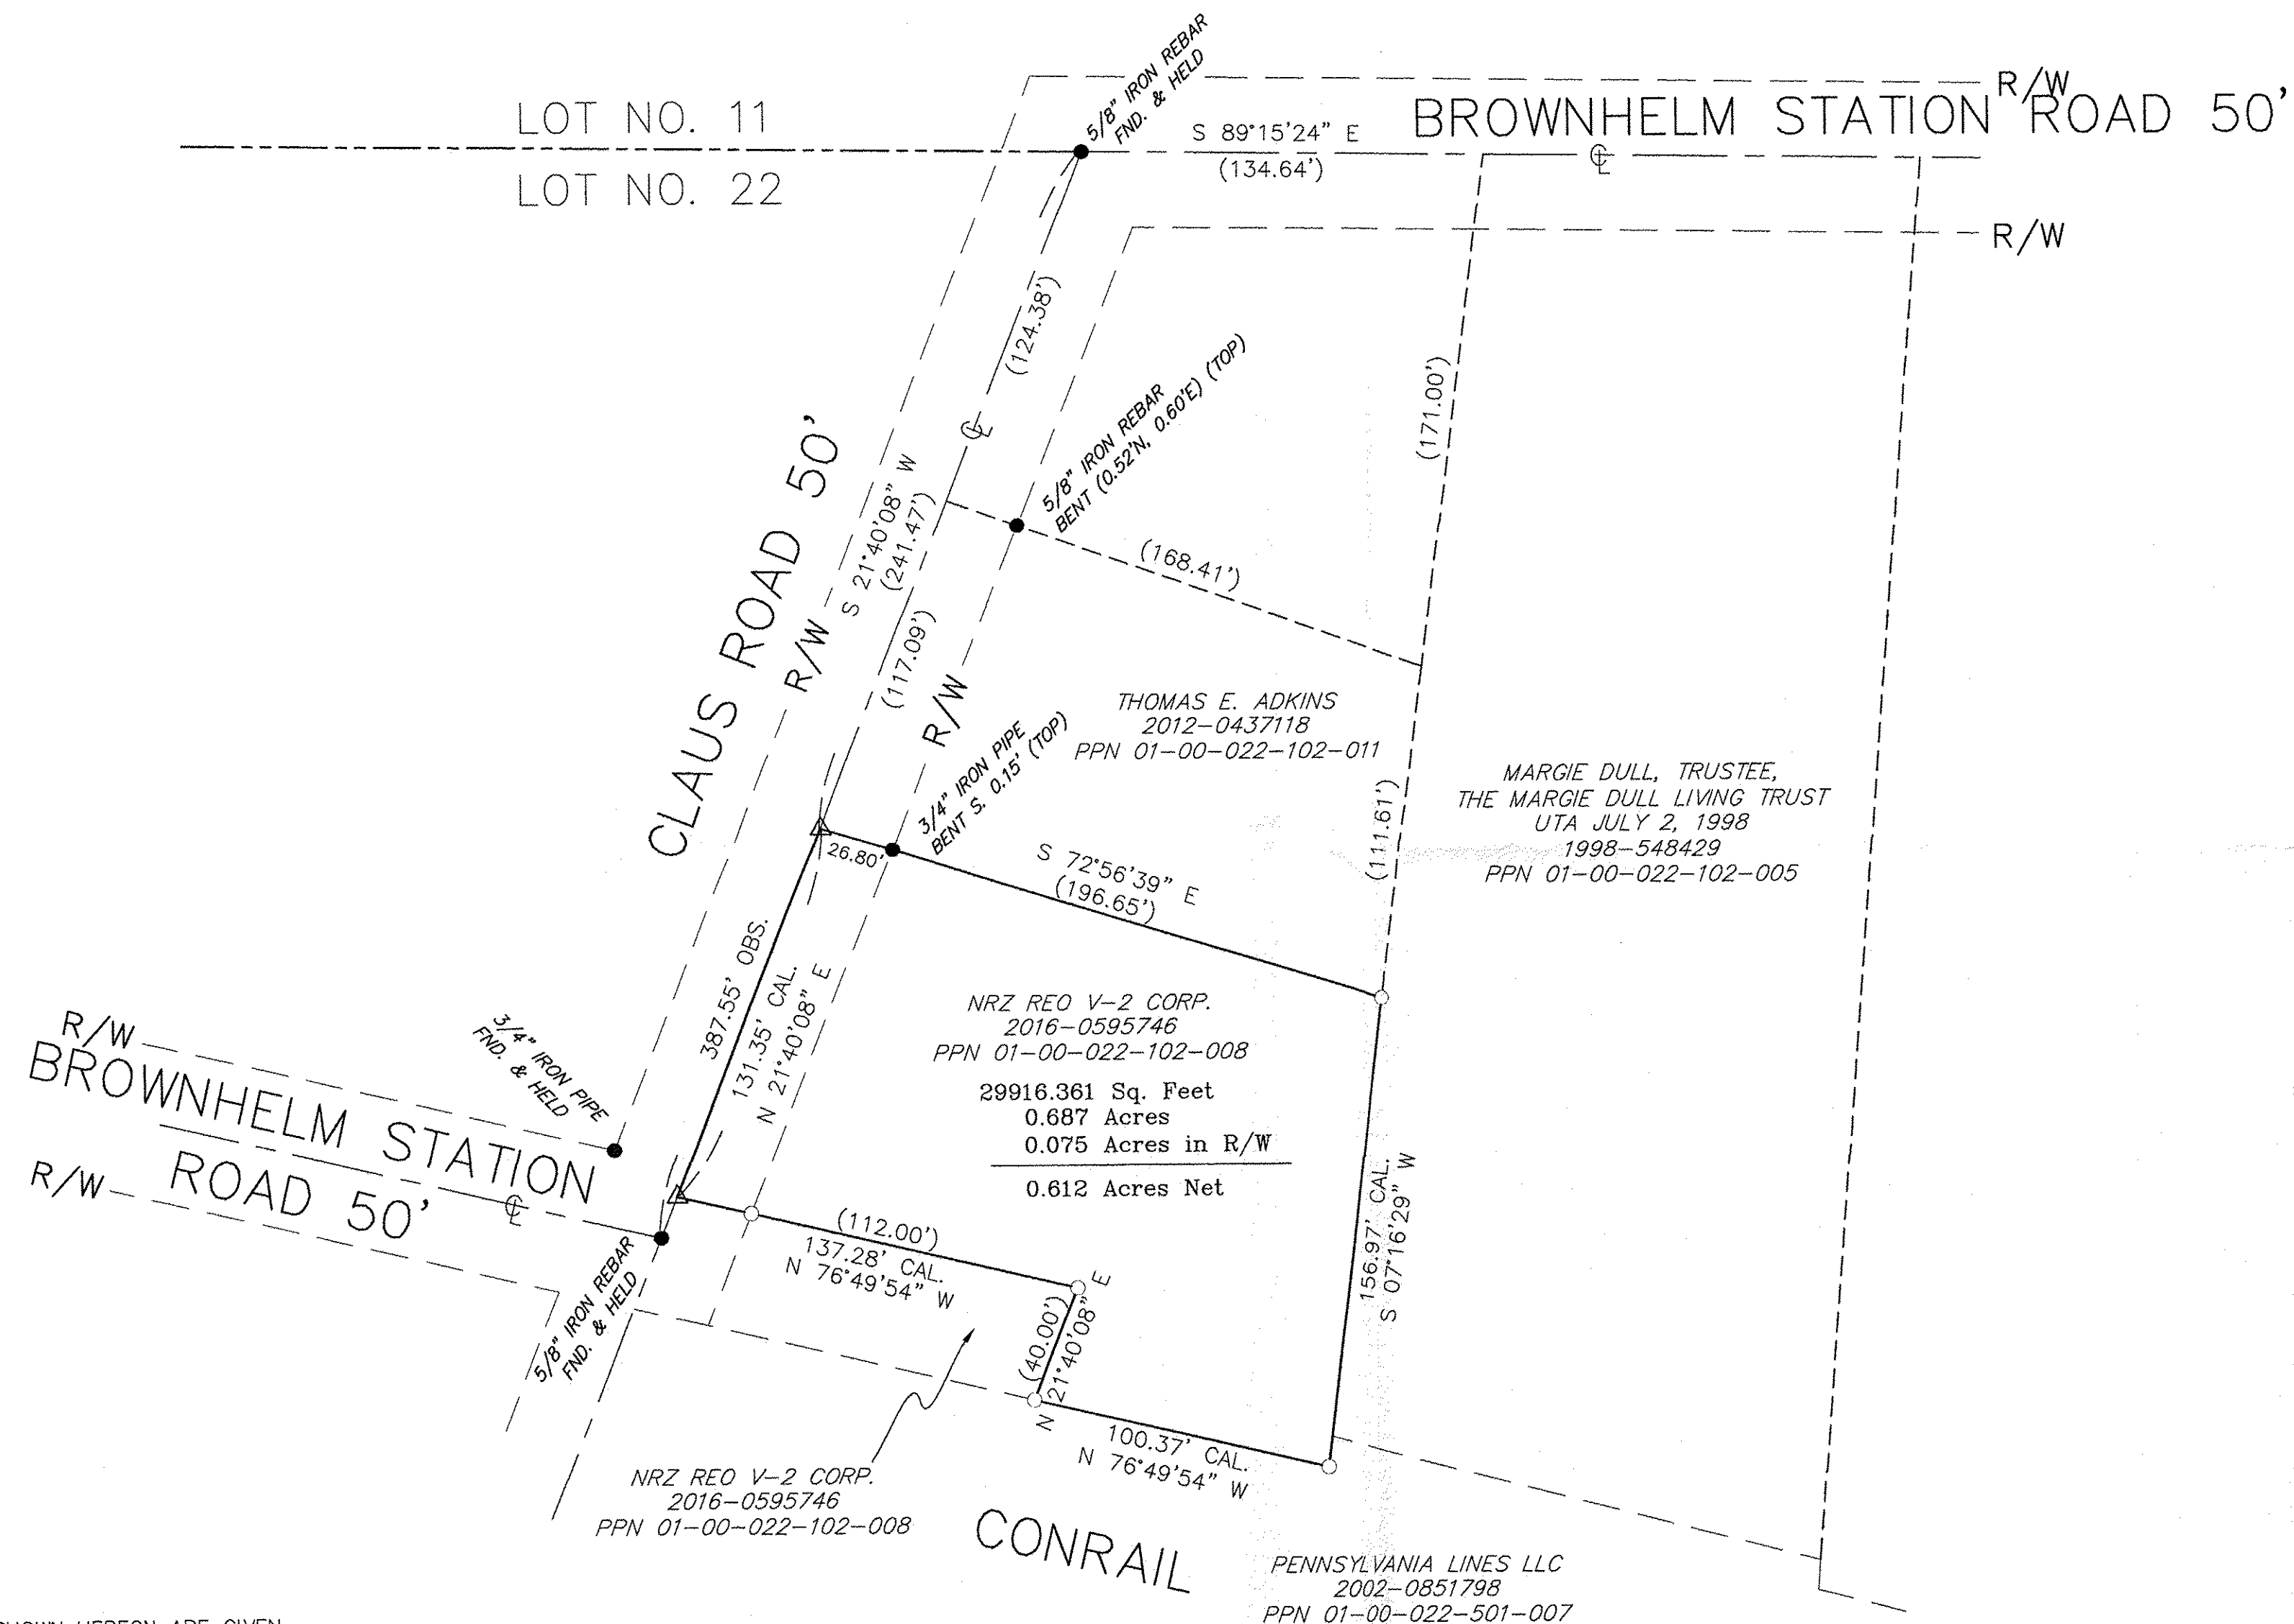 5/8" IRON REBAR
FND. & HELD
R/W
LOT NO. 11
S 89°15'24" E
(134.64')
BROWNHELM STATION ROAD 50'
℄
LOT NO. 22
R/W
(124.38')
℄
(171.00')
5/8" IRON REBAR
BENT (0.52'N, 0.60'E) (TOP)
CLAUS ROAD 50'
R/W
S 21°40'08" W
(241.47')
(168.41')
(117.09')
R/W
THOMAS E. ADKINS
2012-0437118
PPN 01-00-022-102-011
3/4" IRON PIPE
BENT S. 0.15' (TOP)
MARGIE DULL, TRUSTEE,
THE MARGIE DULL LIVING TRUST
UTA JULY 2, 1998
1998-548429
PPN 01-00-022-102-005
(111.61')
26.80'
S 72°56'39" E
(196.65')
387.55' OBS.
131.35' CAL.
N 21°40'08" E
NRZ REO V-2 CORP.
2016-0595746
PPN 01-00-022-102-008
29916.361 Sq. Feet
0.687 Acres
0.075 Acres in R/W
0.612 Acres Net
R/W
3/4" IRON PIPE
FND. & HELD
BROWNHELM STATION
ROAD 50'
℄
R/W
156.97' CAL.
S 07°16'29" W
(112.00')
137.28' CAL.
N 76°49'54" W
5/8" IRON REBAR
FND. & HELD
(40.00')
N 21°40'08" E
100.37' CAL.
N 76°49'54" W
NRZ REO V-2 CORP.
2016-0595746
PPN 01-00-022-102-008
CONRAIL
PENNSYLVANIA LINES LLC
2002-0851798
PPN 01-00-022-501-007
SHOWN HEREON ARE GIVEN